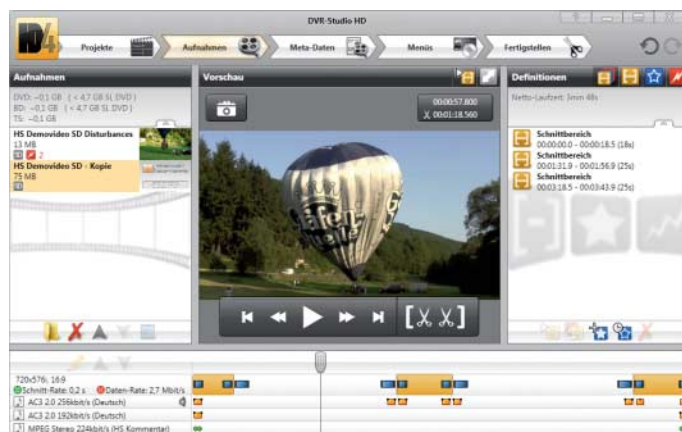 DVR-Studio HD
HD4
Projekte
Aufnahmen
Meta-Daten
Menüs
Fertigstellen
Aufnahmen
DVD: ~0,1 GB ( < 4,7 GB SL DVD )
BD: ~0,1 GB ( < 4,7 GB SL DVD )
TS: ~0,1 GB
HS Demovideo SD Disturbances
13 MB
2
HS Demovideo SD - Kopie
75 MB
Vorschau
00:00:57.800
00:01:18.560
Definitionen
Netto-Laufzeit: 3min 48s
Schnittbereich
00:00:00.0 - 00:00:18.5 (18s)
Schnittbereich
00:01:31.9 - 00:01:56.9 (25s)
Schnittbereich
00:03:18.5 - 00:03:43.9 (25s)
720x576i, 16:9
Schnitt-Rate: 0,2 s Daten-Rate: 2,7 Mbit/s
AC3 2.0 256kbit/s (Deutsch)
AC3 2.0 192kbit/s (Deutsch)
MPEG Stereo 224kbit/s (HS Kommentar)